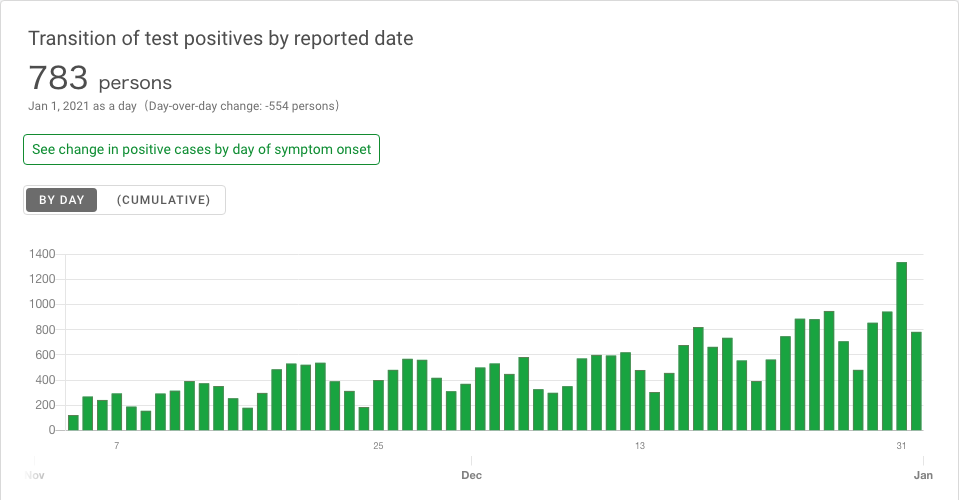 Transition of test positives by reported date
783 persons
Jan 1, 2021 as a day（Day-over-day change: -554 persons）
See change in positive cases by day of symptom onset
BY DAY (CUMULATIVE)
1400
1200
1000
800
600
400
200
0
7 25 13 31
Nov Dec Jan